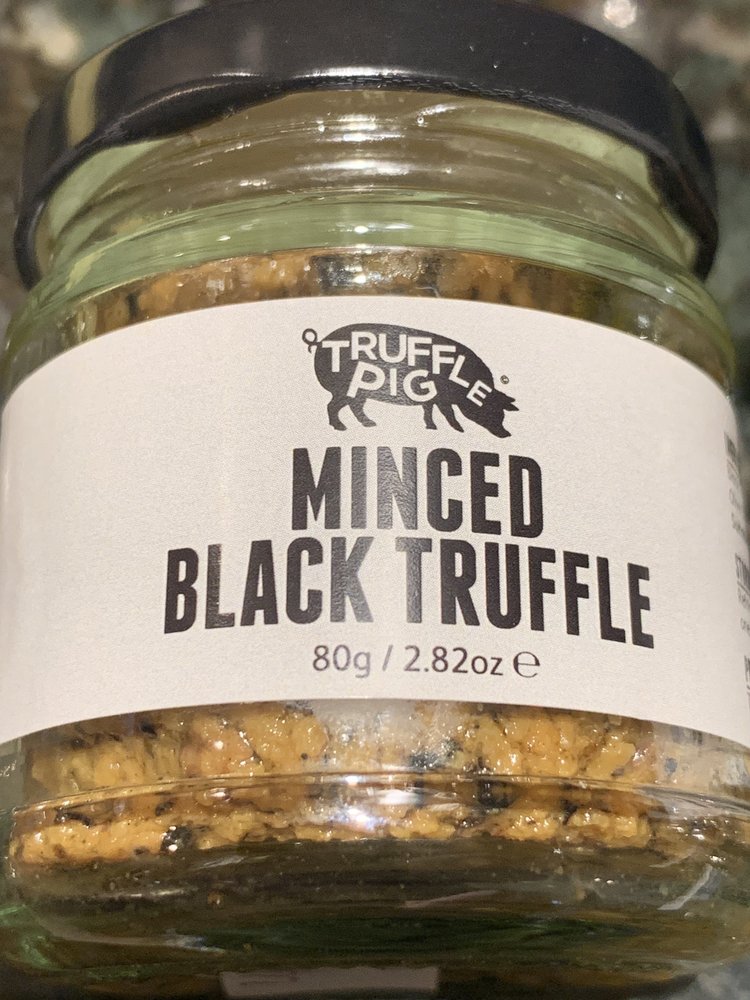 TRUFFLE
PIG
MINCED
BLACK TRUFFLE
80g / 2.82oz ℮